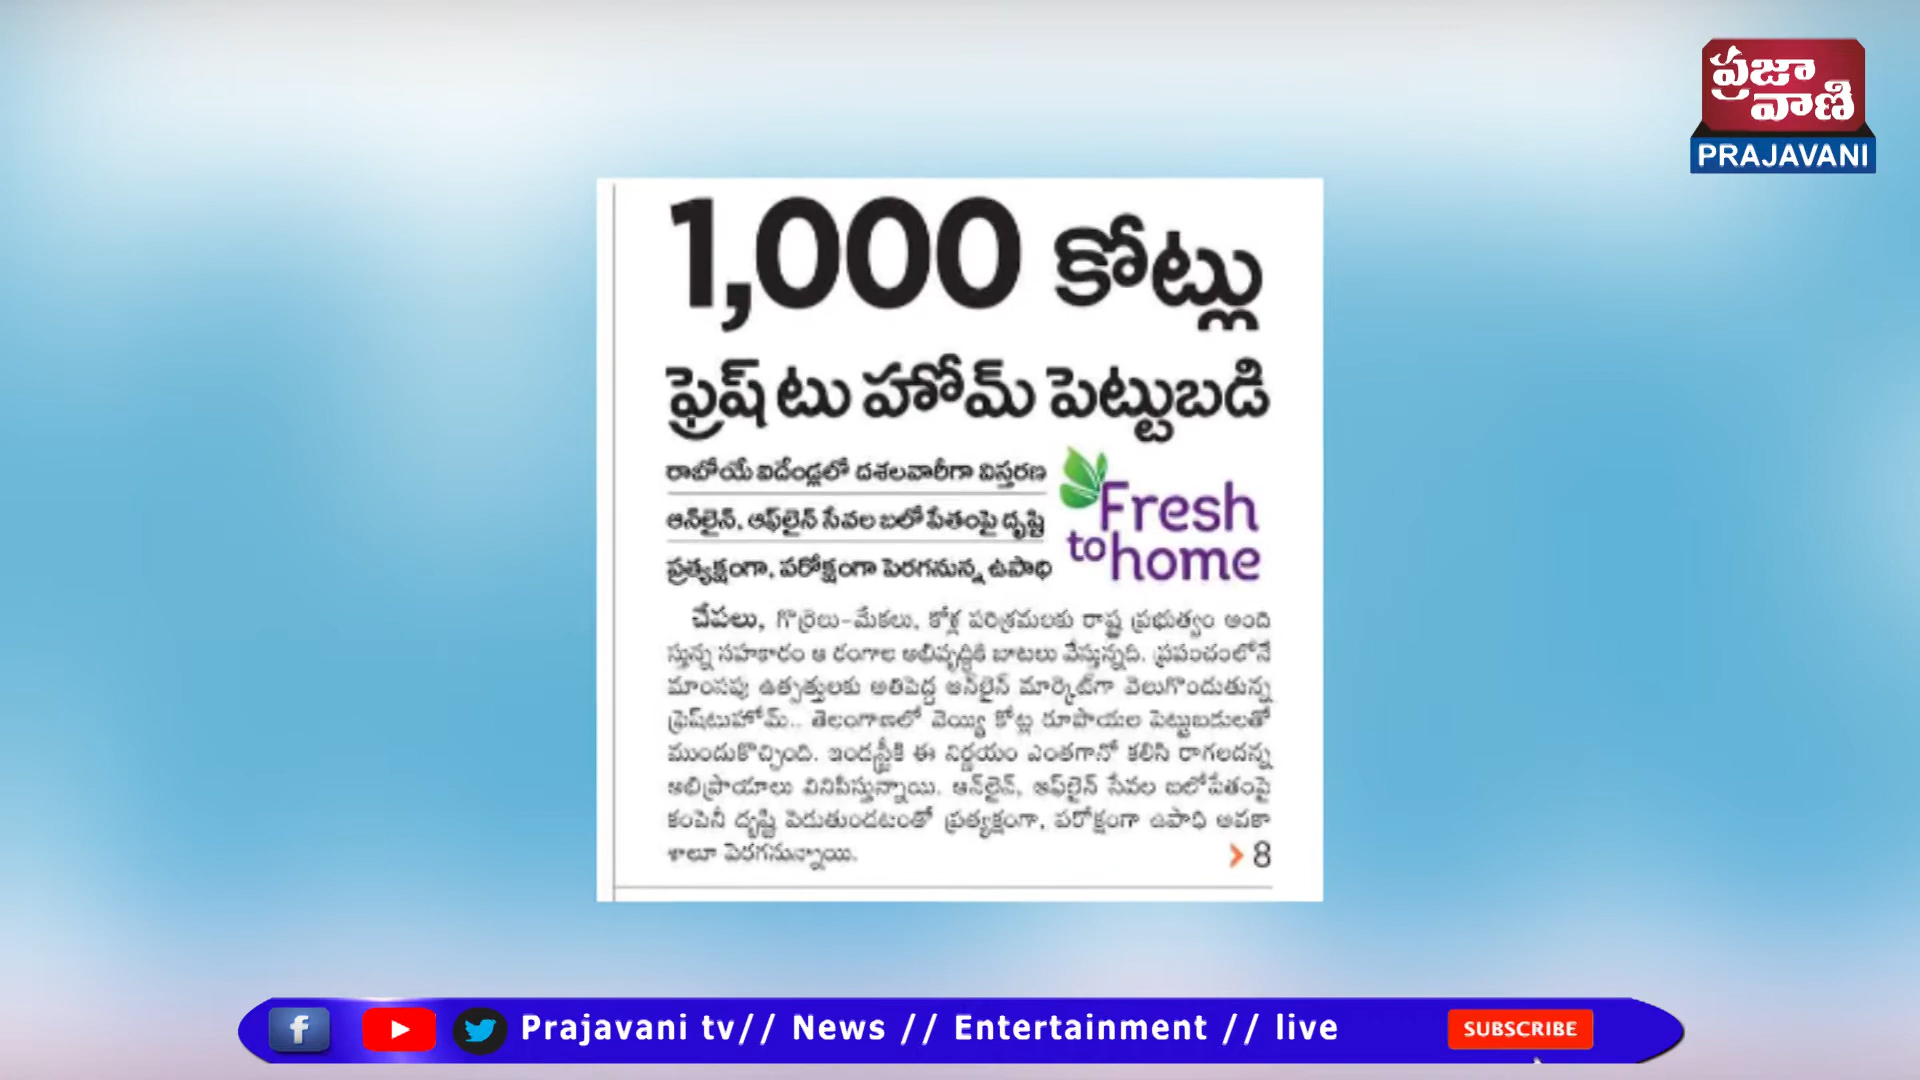 ప్రజా
వాణి
PRAJAVANI
1,000 కోట్లు
ఫ్రెష్ టు హోమ్ పెట్టుబడి
రాబోయే ఐదేండ్లలో దశలవారీగా విస్తరణ
ఆన్‌లైన్, ఆఫ్‌లైన్ సేవల బలోపేతంపై దృష్టి
ప్రత్యక్షంగా, పరోక్షంగా పెరగనున్న ఉపాధి
Fresh
to home
చేపలు, గొర్రెలు-మేకలు, కోళ్ల పరిశ్రమలకు రాష్ట్ర ప్రభుత్వం అంది
స్తున్న సహకారం ఆ రంగాల అభివృద్ధికి బాటలు వేస్తున్నది. ప్రపంచంలోనే
మాంసపు ఉత్పత్తులకు అతిపెద్ద ఆన్‌లైన్ మార్కెట్‌గా వెలుగొందుతున్న
ఫ్రెష్‌టుహోమ్.. తెలంగాణలో వెయ్యి కోట్ల రూపాయల పెట్టుబడులతో
ముందుకొచ్చింది. ఇండస్ట్రీకి ఈ నిర్ణయం ఎంతగానో కలిసి రాగలదన్న
అభిప్రాయాలు వినిపిస్తున్నాయి. ఆన్‌లైన్, ఆఫ్‌లైన్ సేవల బలోపేతంపై
కంపెనీ దృష్టి పెడుతుండటంతో ప్రత్యక్షంగా, పరోక్షంగా ఉపాధి అవకా
శాలూ పెరగనున్నాయి.
> 8
Prajavani tv// News // Entertainment // live
SUBSCRIBE